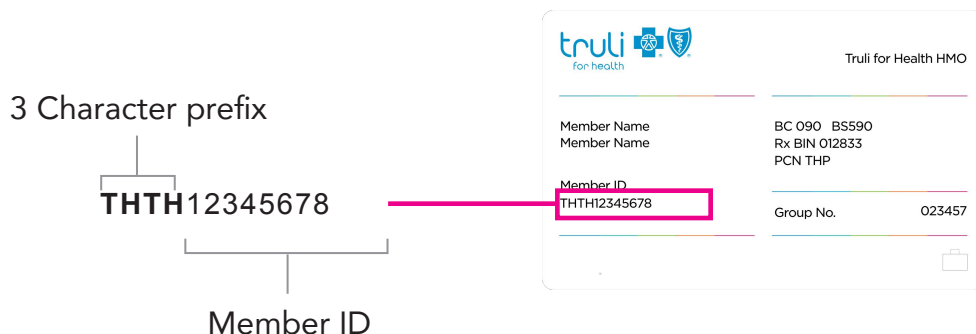 3 Character prefix
THTH12345678
Member ID
truli
for health
Truli for Health HMO
Member Name
Member Name
BC 090 BS590
Rx BIN 012833
PCN THP
Member ID
THTH12345678
Group No. 023457